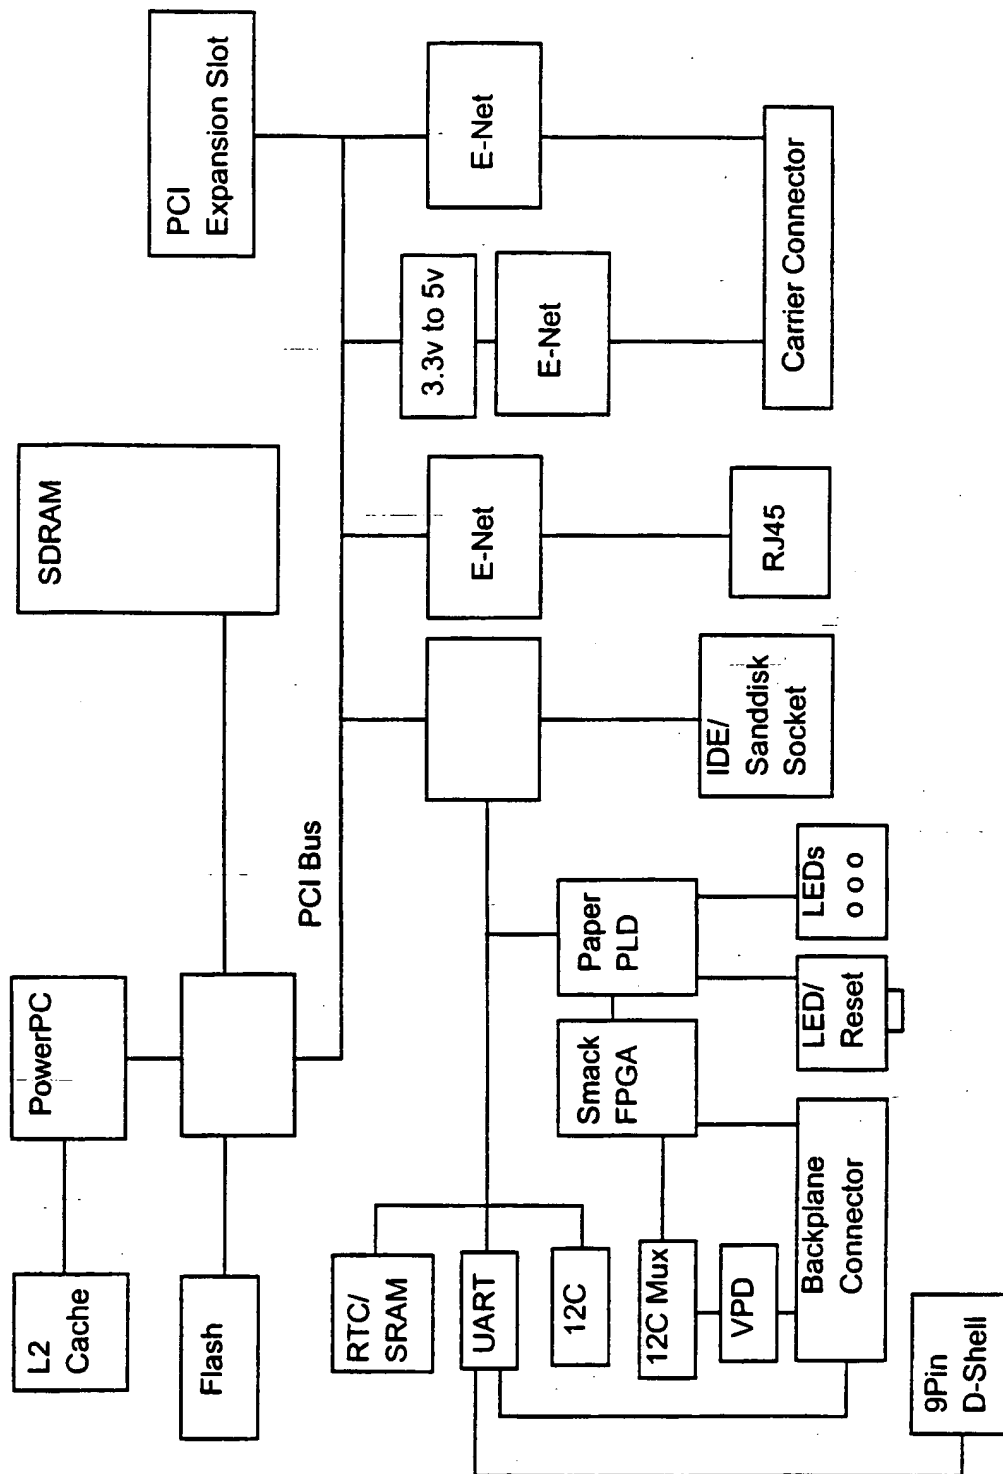 L2
Cache
PowerPC
SDRAM
PCI
Expansion Slot
Flash
PCI Bus
RTC/
SRAM
3.3v to 5v
E-Net
E-Net
E-Net
UART
12C
Paper
PLD
Smack
FPGA
12C Mux
VPD
IDE/
Sanddisk
Socket
RJ45
Carrier Connector
Backplane
Connector
LED/
Reset
LEDs
o o o
9Pin
D-Shell